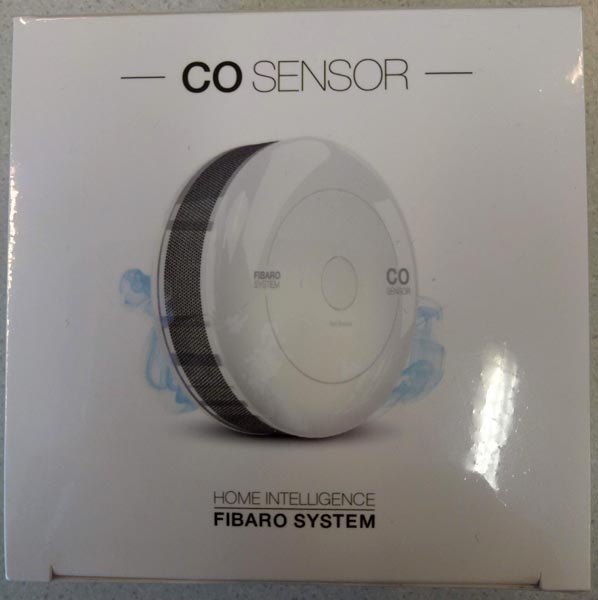 CO SENSOR
FIBARO
SYSTEM
CO
SENSOR
HOME INTELLIGENCE
FIBARO SYSTEM